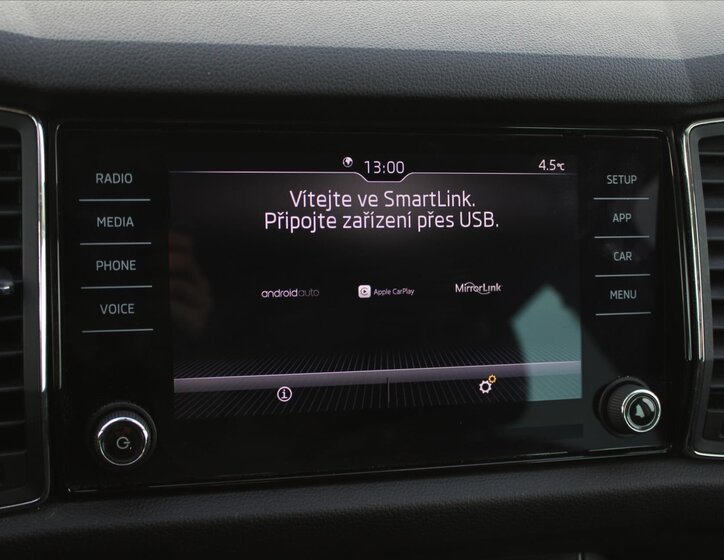 13:00
4.5°C
RADIO
MEDIA
PHONE
VOICE
Vítejte ve SmartLink.
Připojte zařízení přes USB.
androidauto
Apple CarPlay
MirrorLink
SETUP
APP
CAR
MENU